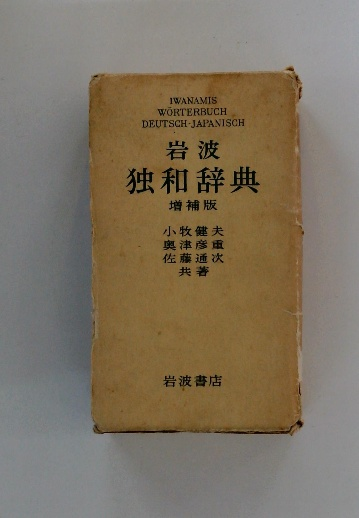 IWANAMIS
WÖRTERBUCH
DEUTSCH-JAPANISCH
岩波
独和辞典
増補版
小牧健夫
奥津彦重
佐藤通次
共著
岩波書店